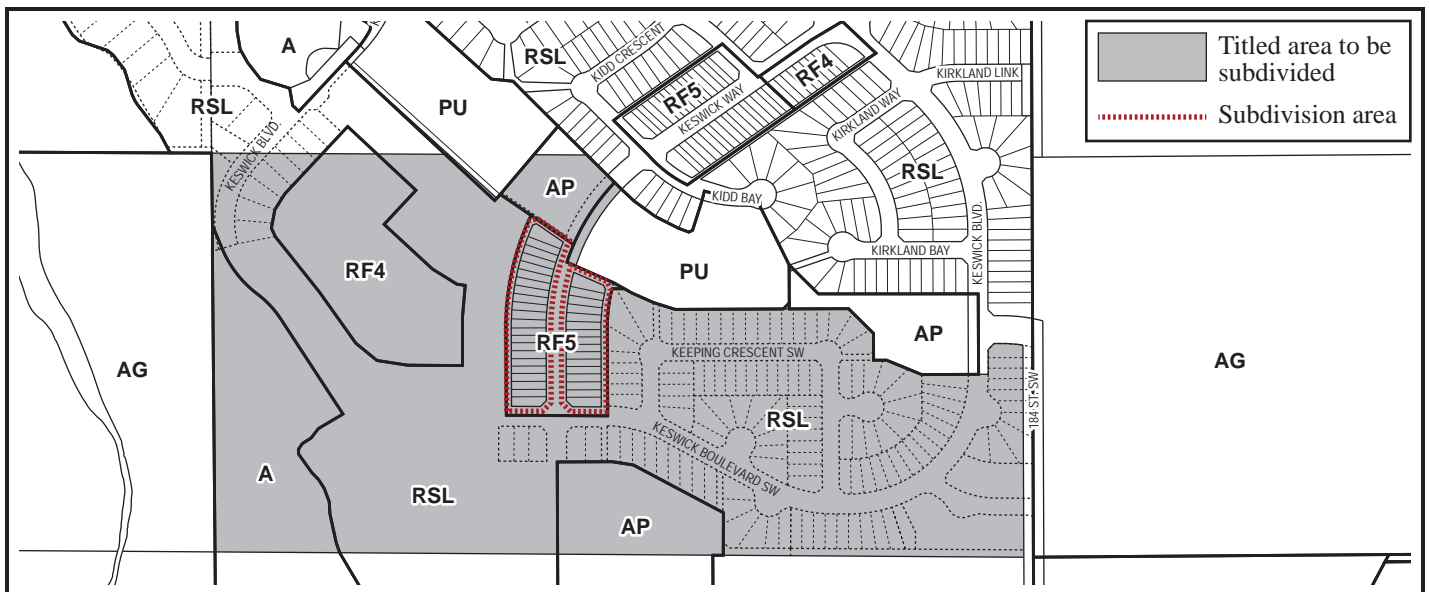 A
RSL
KIDD CRESCENT
RF4
Titled area to be
subdivided
Subdivision area
KIRKLAND LINK
RSL
PU
RF5
KESWICK WAY
KIRKLAND WAY
KESWICK BLVD.
RSL
AP
KIDD BAY
KESWICK BLVD.
KIRKLAND BAY
RF4
PU
RF5
AP
KEEPING CRESCENT SW
AG
AG
184 ST. SW
RSL
KESWICK BOULEVARD SW
A
RSL
AP